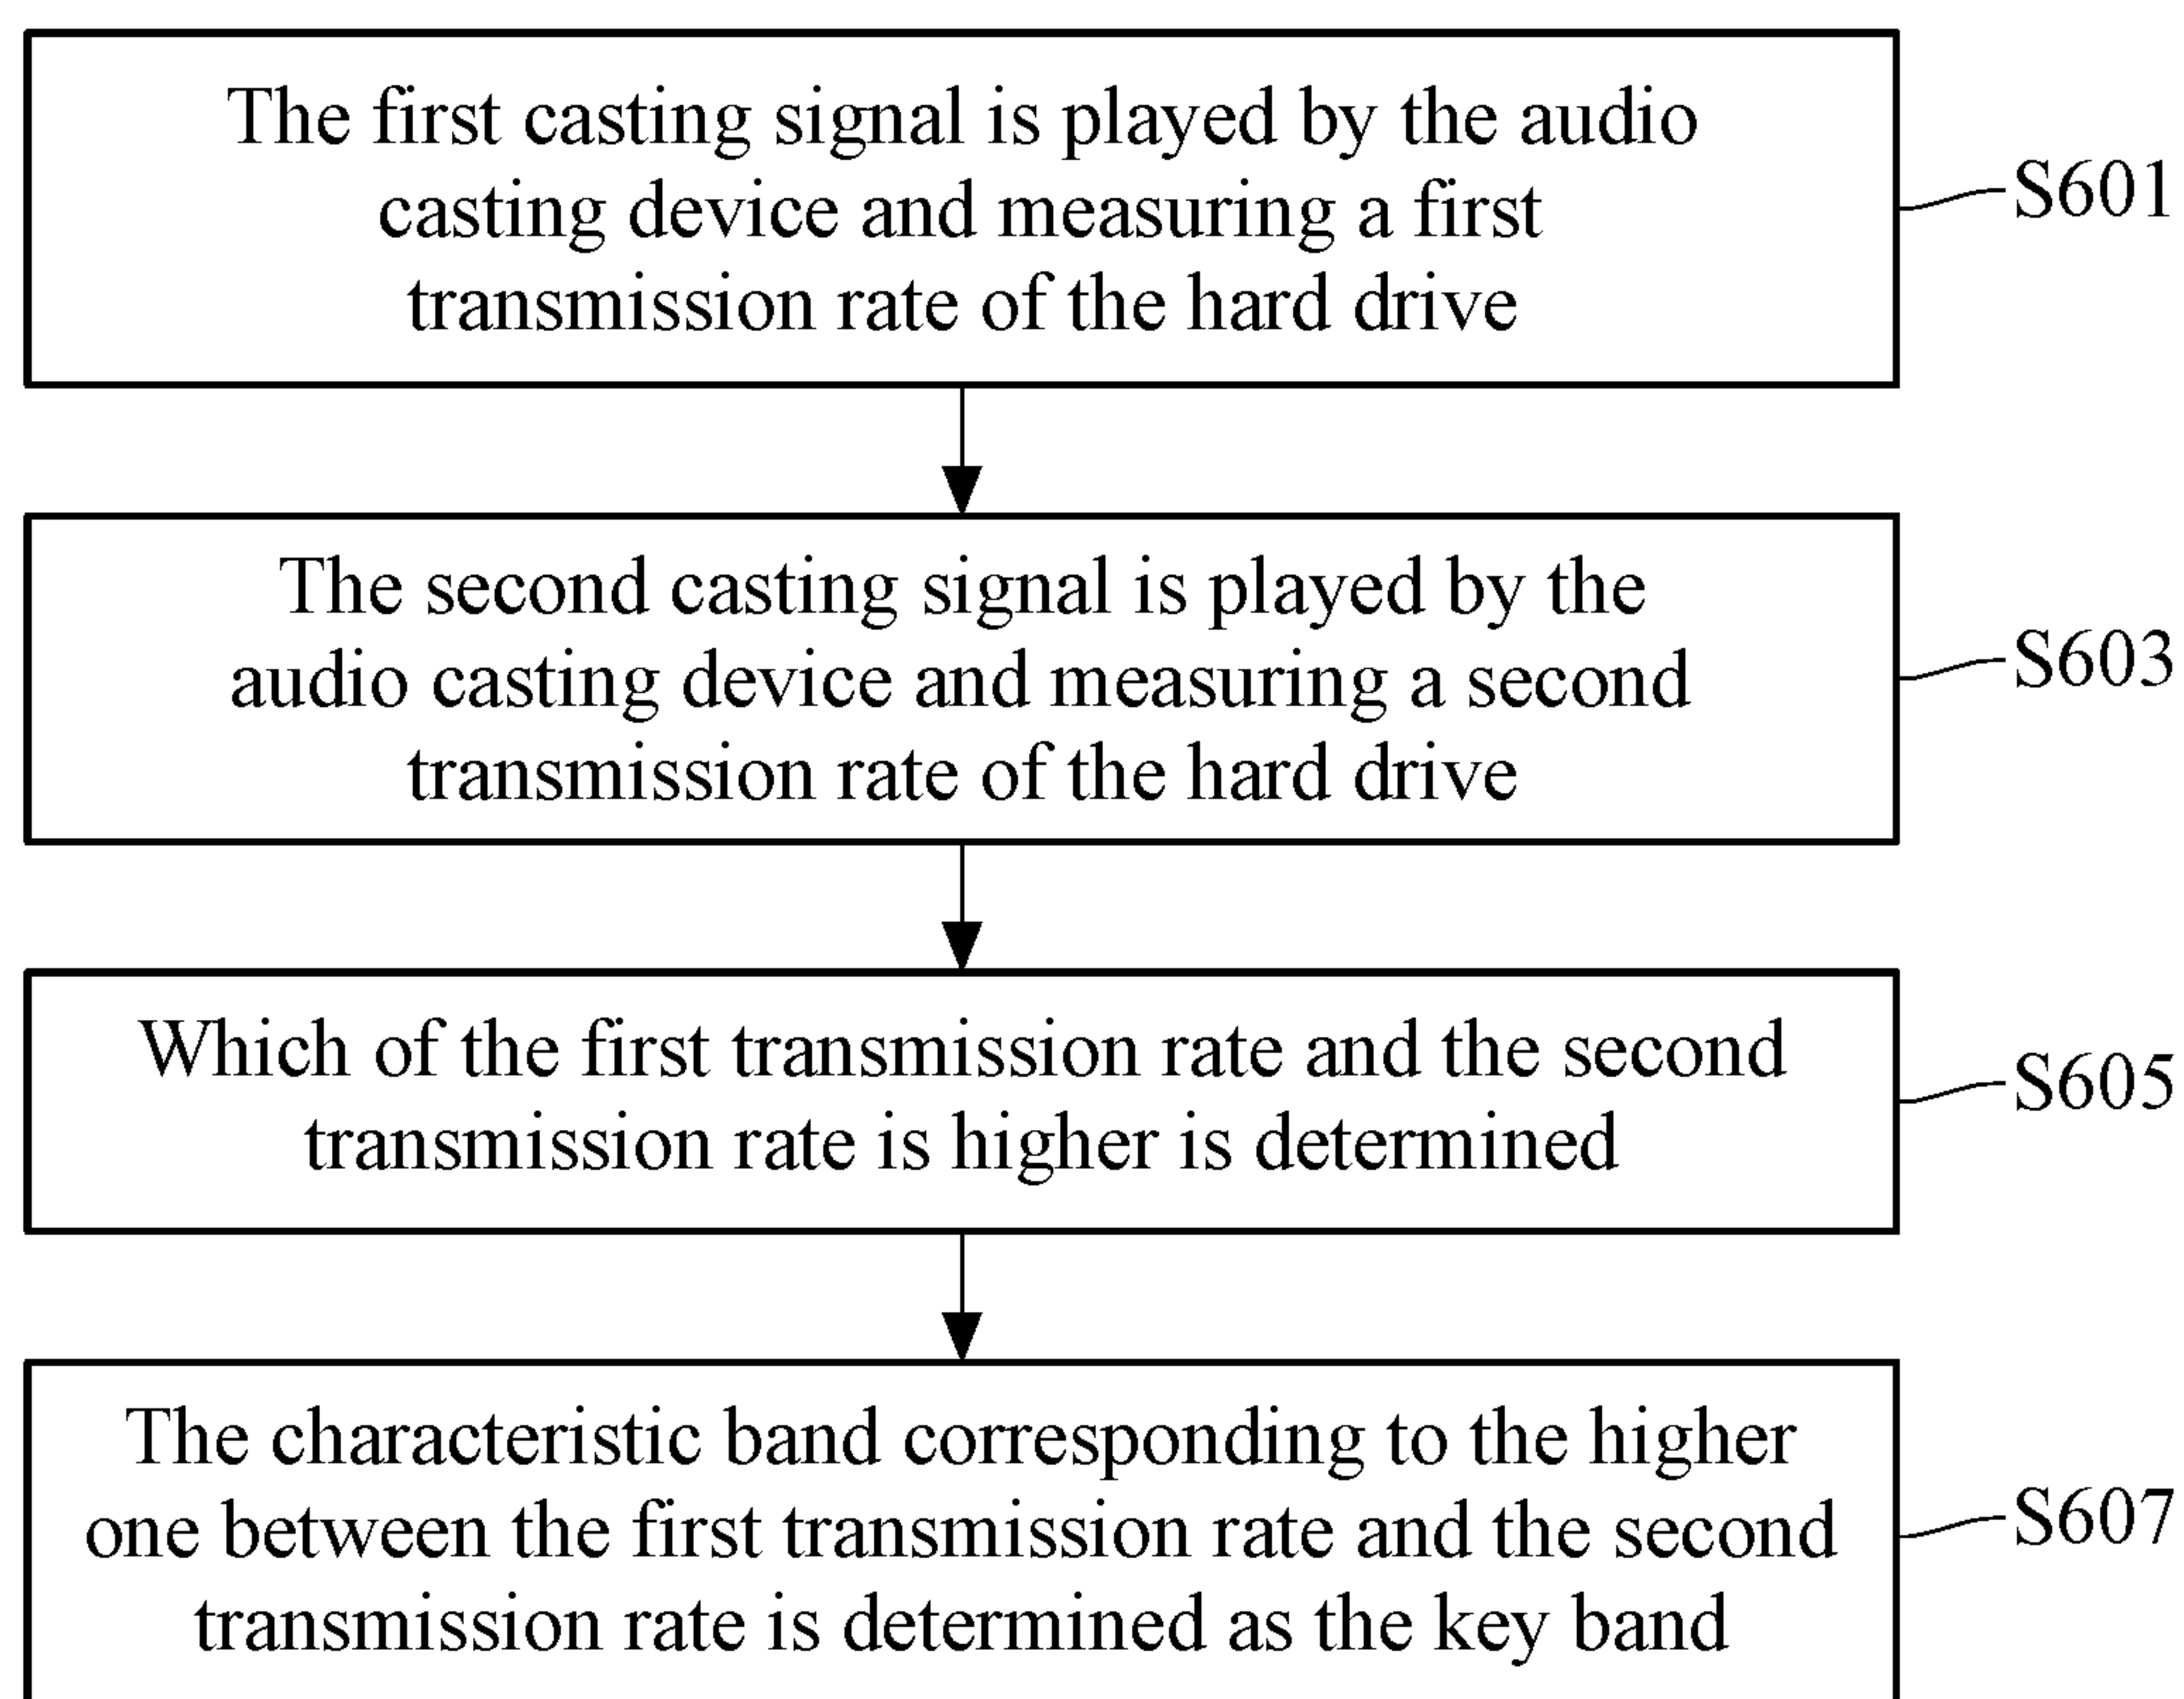 The first casting signal is played by the audio
casting device and measuring a first
transmission rate of the hard drive
S601
The second casting signal is played by the
audio casting device and measuring a second
transmission rate of the hard drive
S603
Which of the first transmission rate and the second
transmission rate is higher is determined
S605
The characteristic band corresponding to the higher
one between the first transmission rate and the second
transmission rate is determined as the key band
S607